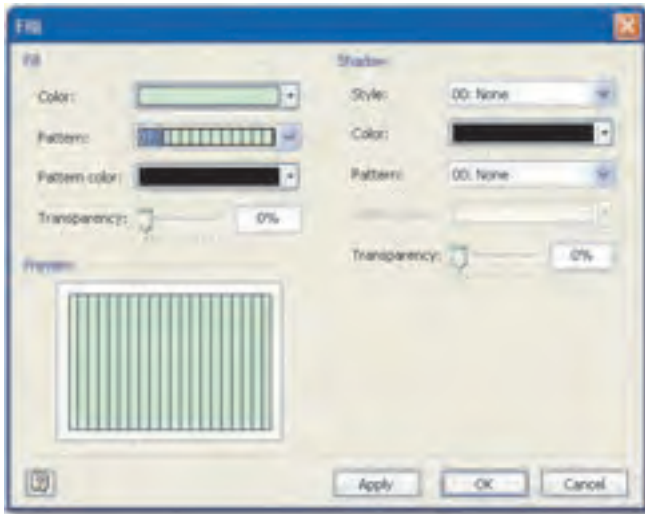 Fill
Fill
Color:
Pattern:
Pattern color:
Transparency: 0%
Preview
Shadow
Style: 00: None
Color:
Pattern: 00: None
Transparency: 0%
Apply
OK
Cancel